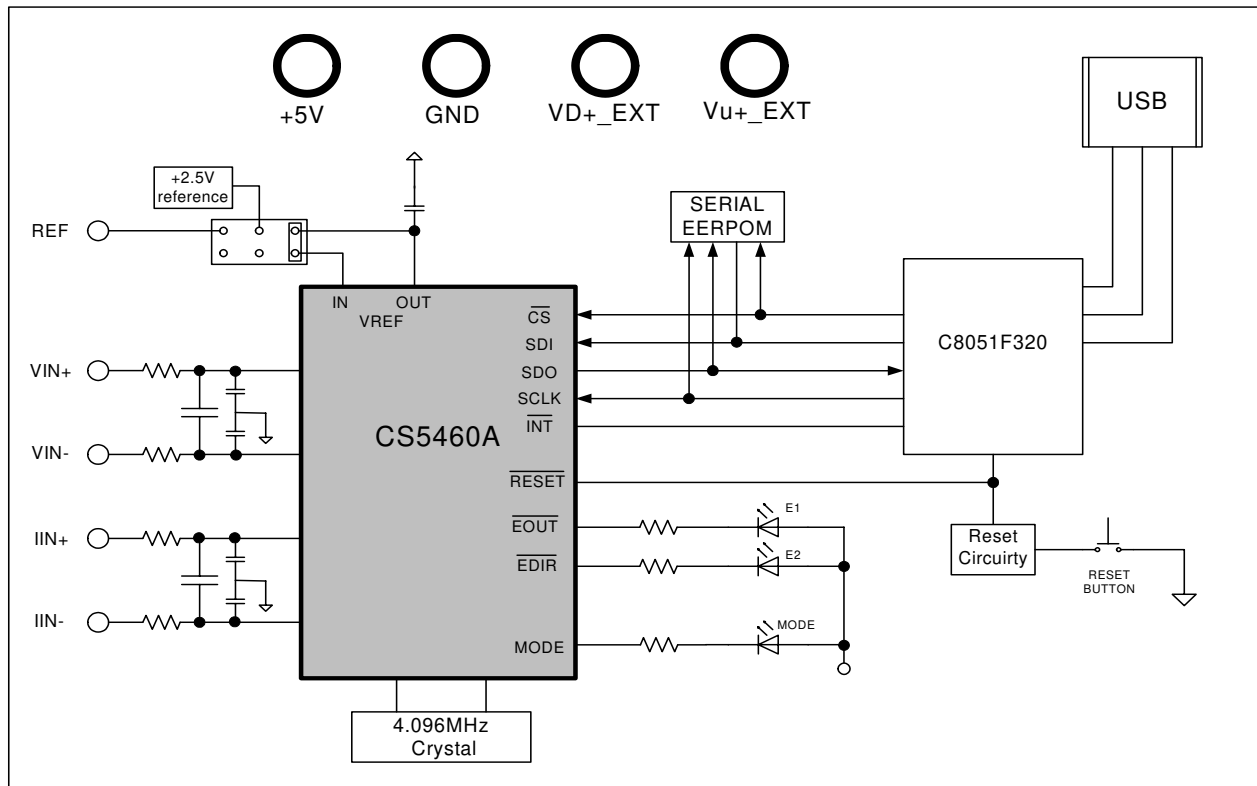 +5V
GND
VD+_EXT
Vu+_EXT
USB
+2.5V
reference
REF
SERIAL
EERPOM
IN
OUT
VREF
CS
SDI
SDO
SCLK
INT
C8051F320
VIN+
VIN-
CS5460A
RESET
EOUT
E1
EDIR
E2
IIN+
IIN-
Reset
Circuirty
RESET
BUTTON
MODE
MODE
4.096MHz
Crystal